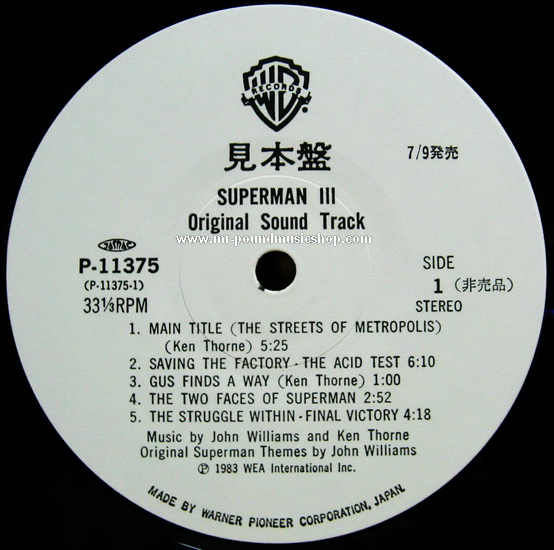 WB
RECORDS
見本盤
7/9発売
SUPERMAN III
Original Sound Track
www.mr-poundmusicshop.com
P-11375
(P-11375-1)
33⅓RPM
SIDE
1 (非売品)
STEREO
1. MAIN TITLE (THE STREETS OF METROPOLIS)
(Ken Thorne) 5:25
2. SAVING THE FACTORY - THE ACID TEST 6:10
3. GUS FINDS A WAY (Ken Thorne) 1:00
4. THE TWO FACES OF SUPERMAN 2:52
5. THE STRUGGLE WITHIN - FINAL VICTORY 4:18
Music by John Williams and Ken Thorne
Original Superman Themes by John Williams
℗ 1983 WEA International Inc.
MADE BY WARNER PIONEER CORPORATION, JAPAN.